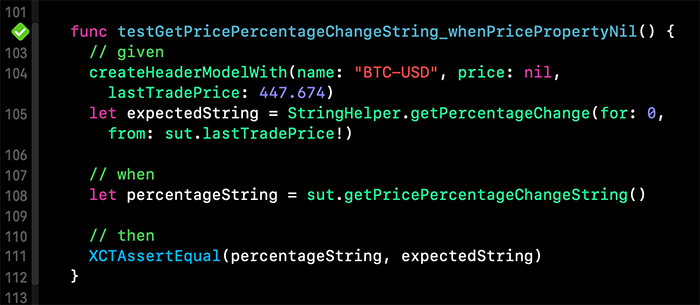 101
func testGetPricePercentageChangeString_whenPricePropertyNil() {
103 // given
104 createHeaderModelWith(name: "BTC-USD", price: nil,
lastTradePrice: 447.674)
105 let expectedString = StringHelper.getPercentageChange(for: 0,
from: sut.lastTradePrice!)
106
107 // when
108 let percentageString = sut.getPricePercentageChangeString()
109
110 // then
111 XCTAssertEqual(percentageString, expectedString)
112 }
113